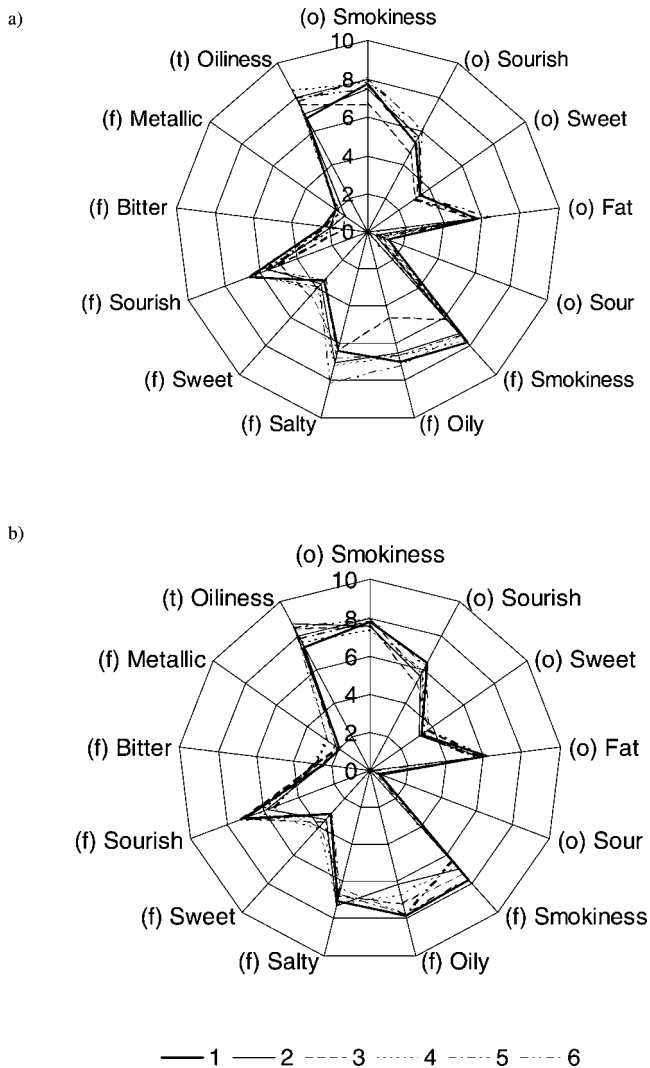 a)
(o) Smokiness
10
(t) Oiliness
(o) Sourish
8
(f) Metallic
6
(o) Sweet
4
(f) Bitter
2
(o) Fat
0
(f) Sourish
(o) Sour
(f) Sweet
(f) Smokiness
(f) Salty
(f) Oily
b)
(o) Smokiness
10
(t) Oiliness
(o) Sourish
8
(f) Metallic
6
(o) Sweet
4
(f) Bitter
2
(o) Fat
0
(f) Sourish
(o) Sour
(f) Sweet
(f) Smokiness
(f) Salty
(f) Oily
1 2 3 4 5 6